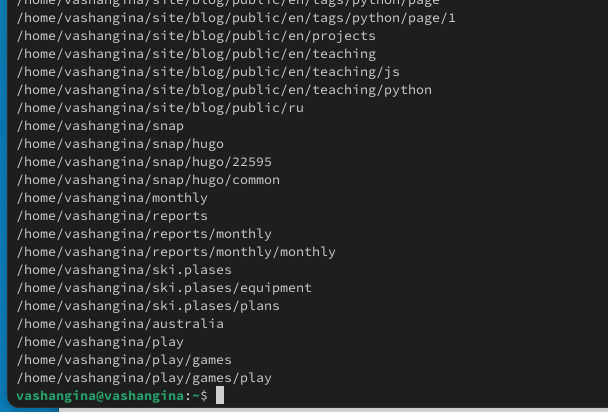 /home/vashangina/site/blog/public/en/tags/python/page
/home/vashangina/site/blog/public/en/tags/python/page/1
/home/vashangina/site/blog/public/en/projects
/home/vashangina/site/blog/public/en/teaching
/home/vashangina/site/blog/public/en/teaching/js
/home/vashangina/site/blog/public/en/teaching/python
/home/vashangina/site/blog/public/ru
/home/vashangina/snap
/home/vashangina/snap/hugo
/home/vashangina/snap/hugo/22595
/home/vashangina/snap/hugo/common
/home/vashangina/monthly
/home/vashangina/reports
/home/vashangina/reports/monthly
/home/vashangina/reports/monthly/monthly
/home/vashangina/ski.plases
/home/vashangina/ski.plases/equipment
/home/vashangina/ski.plases/plans
/home/vashangina/australia
/home/vashangina/play
/home/vashangina/play/games
/home/vashangina/play/games/play
vashangina@vashangina:~$